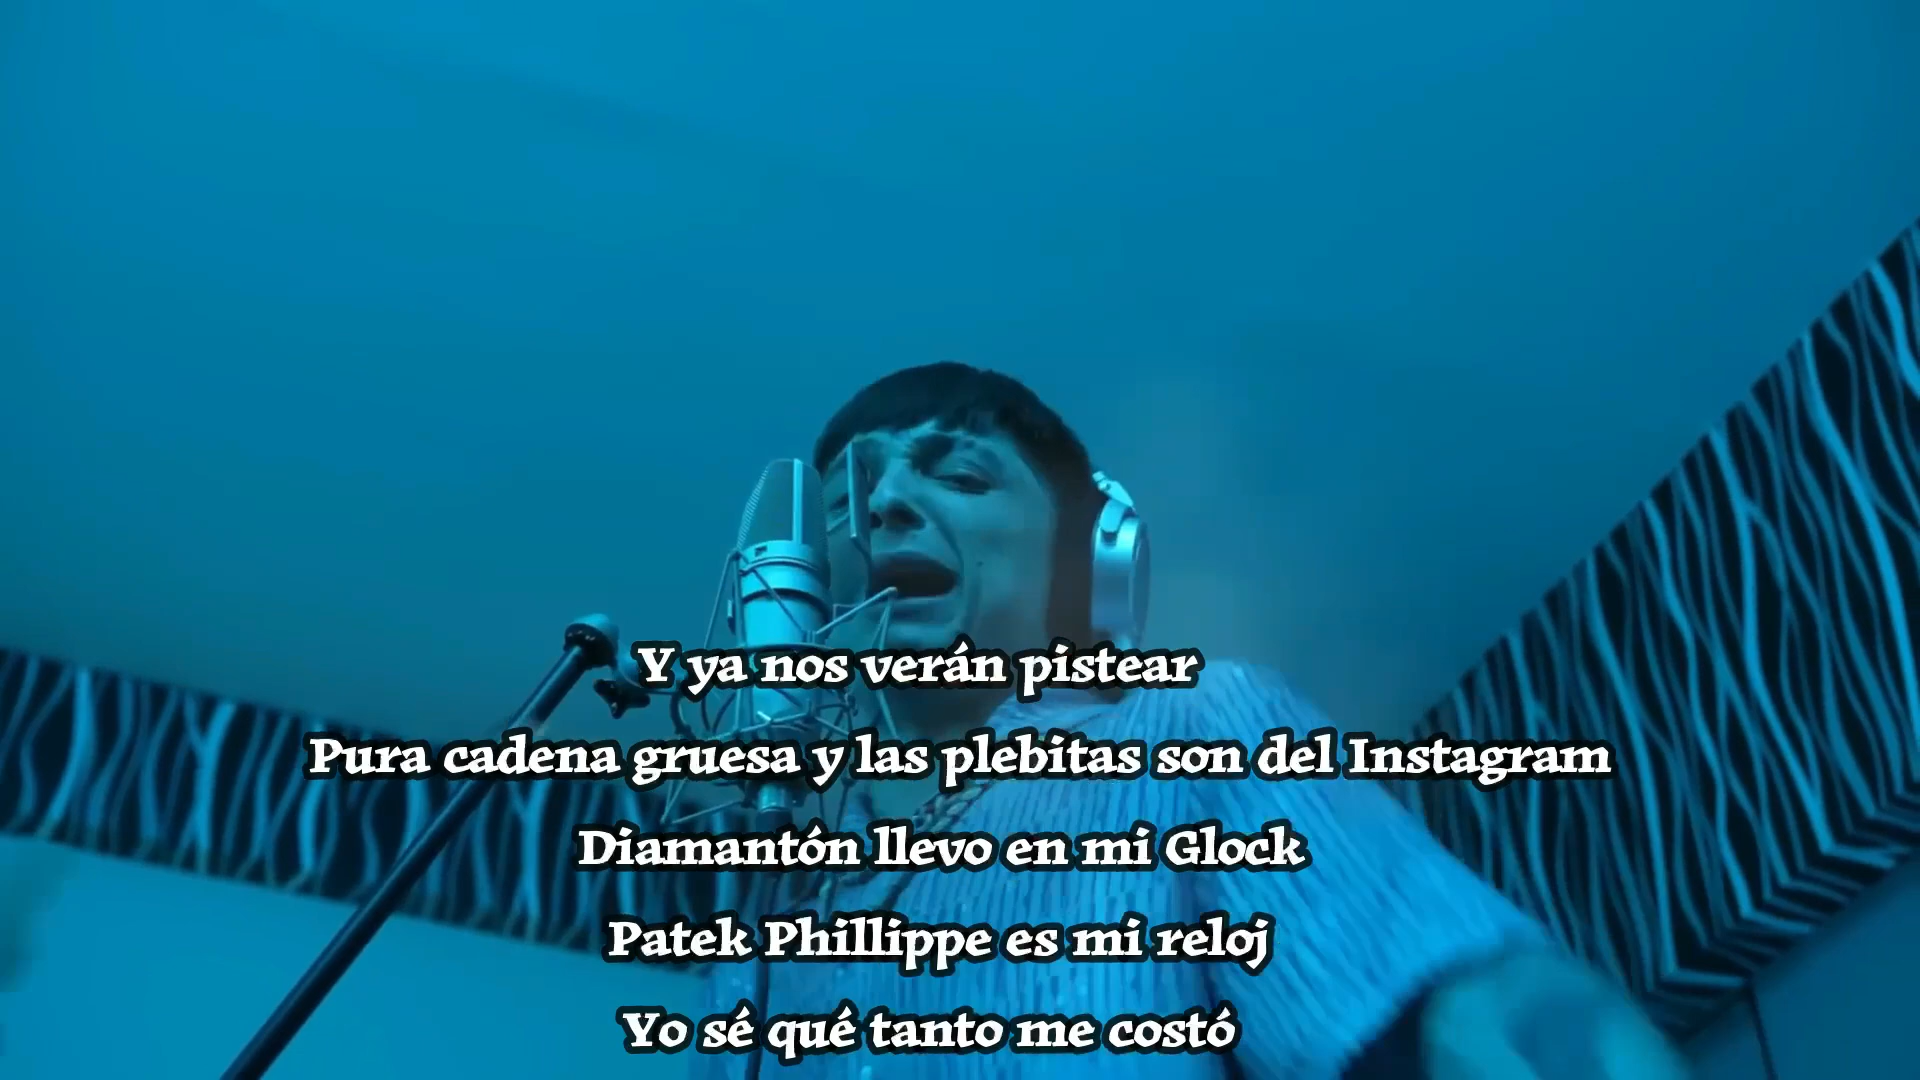 Y ya nos verán pistear
Pura cadena gruesa y las plebitas son del Instagram
Diamantón llevo en mi Glock
Patek Phillippe es mi reloj
Yo sé qué tanto me costó